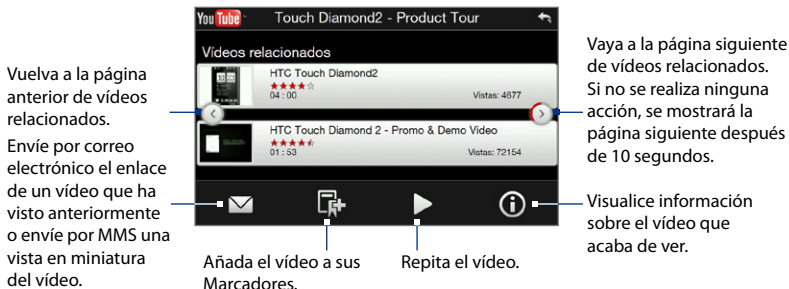 You Tube
Touch Diamond2 - Product Tour
Vídeos relacionados
HTC Touch Diamond2
04 : 00
Vistas: 4877
HTC Touch Diamond 2 - Promo & Demo Video
01 : 53
Vistas: 72154
Vuelva a la página
anterior de vídeos
relacionados.
Envíe por correo
electrónico el enlace
de un vídeo que ha
visto anteriormente
o envíe por MMS una
vista en miniatura
del vídeo.
Añada el vídeo a sus
Marcadores.
Repita el vídeo.
Vaya a la página siguiente
de vídeos relacionados.
Si no se realiza ninguna
acción, se mostrará la
página siguiente después
de 10 segundos.
Visualice información
sobre el vídeo que
acaba de ver.